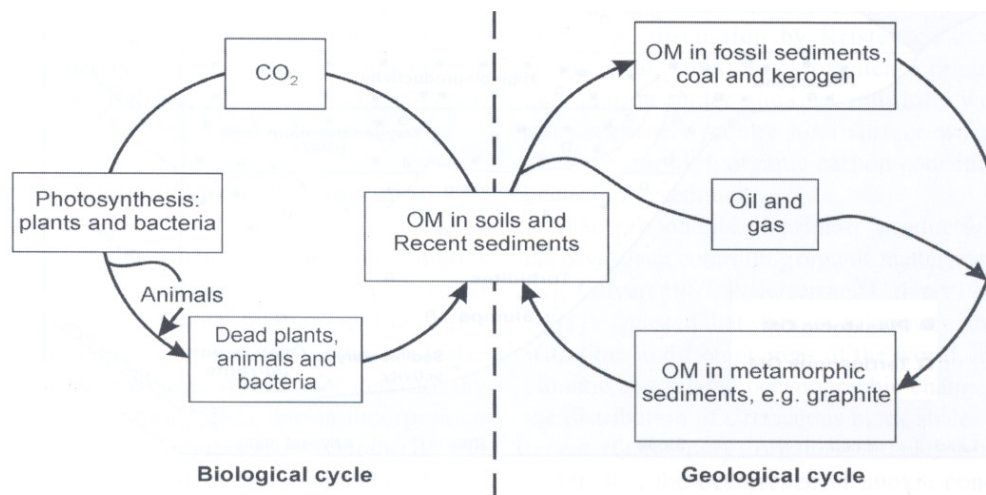 CO₂
Photosynthesis:
plants and bacteria
Animals
Dead plants,
animals and
bacteria
OM in soils and
Recent sediments
OM in fossil sediments,
coal and kerogen
Oil and
gas
OM in metamorphic
sediments, e.g. graphite
Biological cycle
Geological cycle